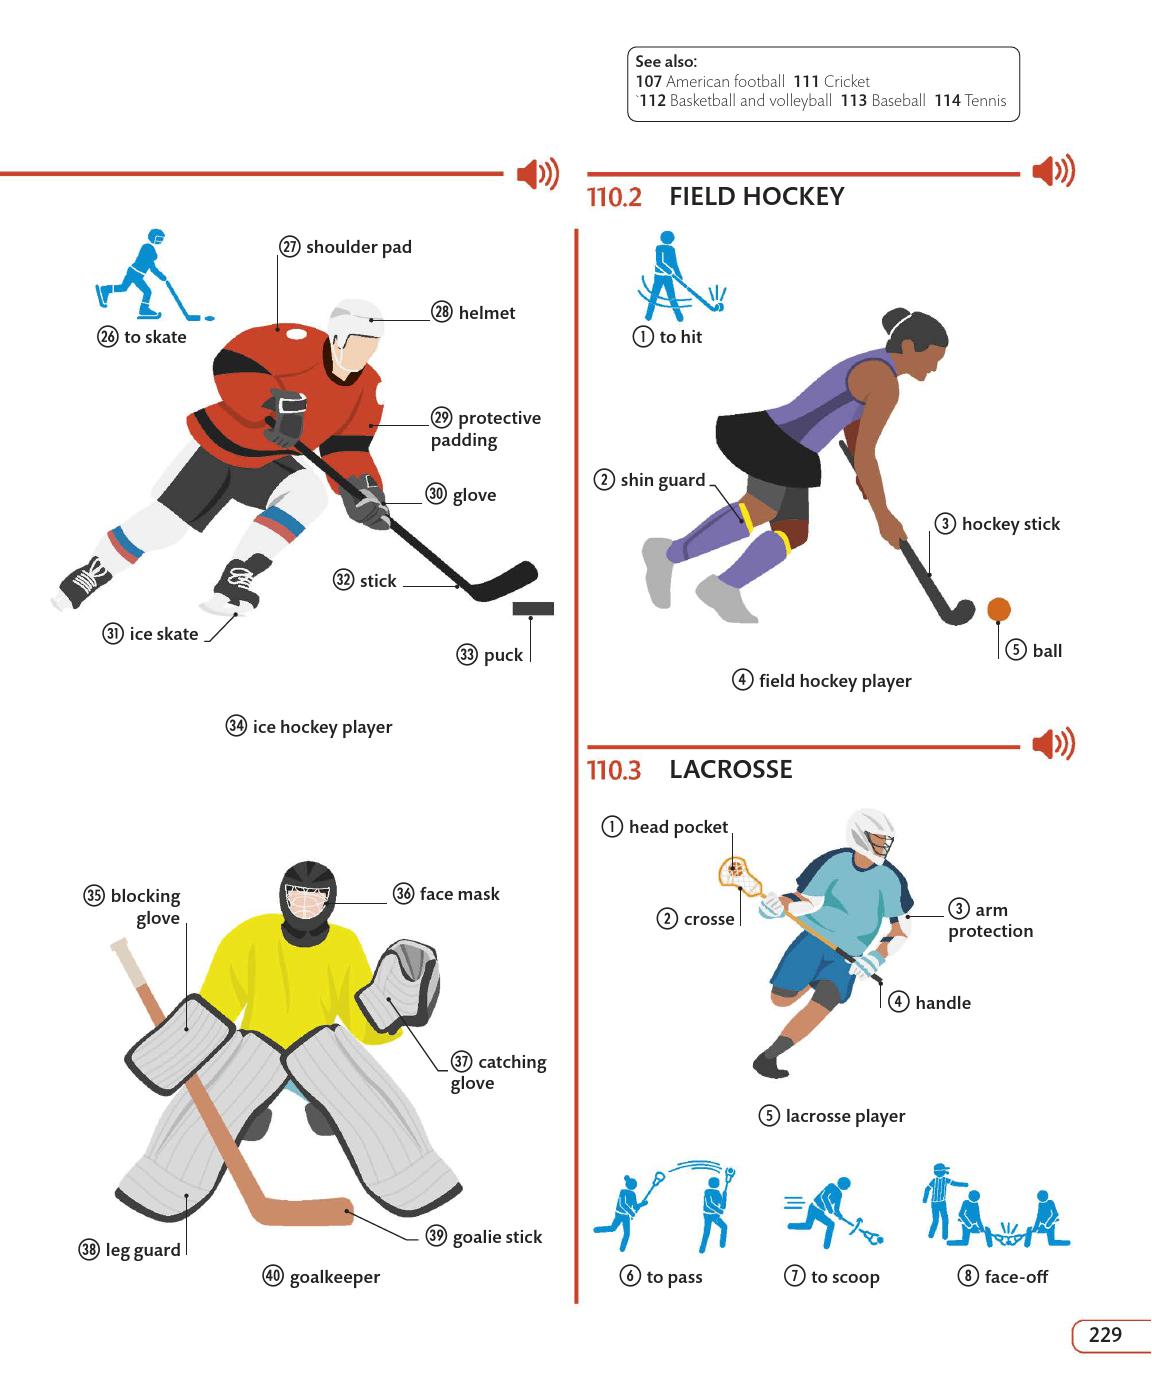 See also:
107 American football 111 Cricket
`112 Basketball and volleyball 113 Baseball 114 Tennis
26 to skate
27 shoulder pad
28 helmet
29 protective
padding
30 glove
32 stick
31 ice skate
33 puck
34 ice hockey player
35 blocking
glove
36 face mask
37 catching
glove
38 leg guard
39 goalie stick
40 goalkeeper
110.2 FIELD HOCKEY
1 to hit
2 shin guard
3 hockey stick
5 ball
4 field hockey player
110.3 LACROSSE
1 head pocket
2 crosse
3 arm
protection
4 handle
5 lacrosse player
6 to pass
7 to scoop
8 face-off
229